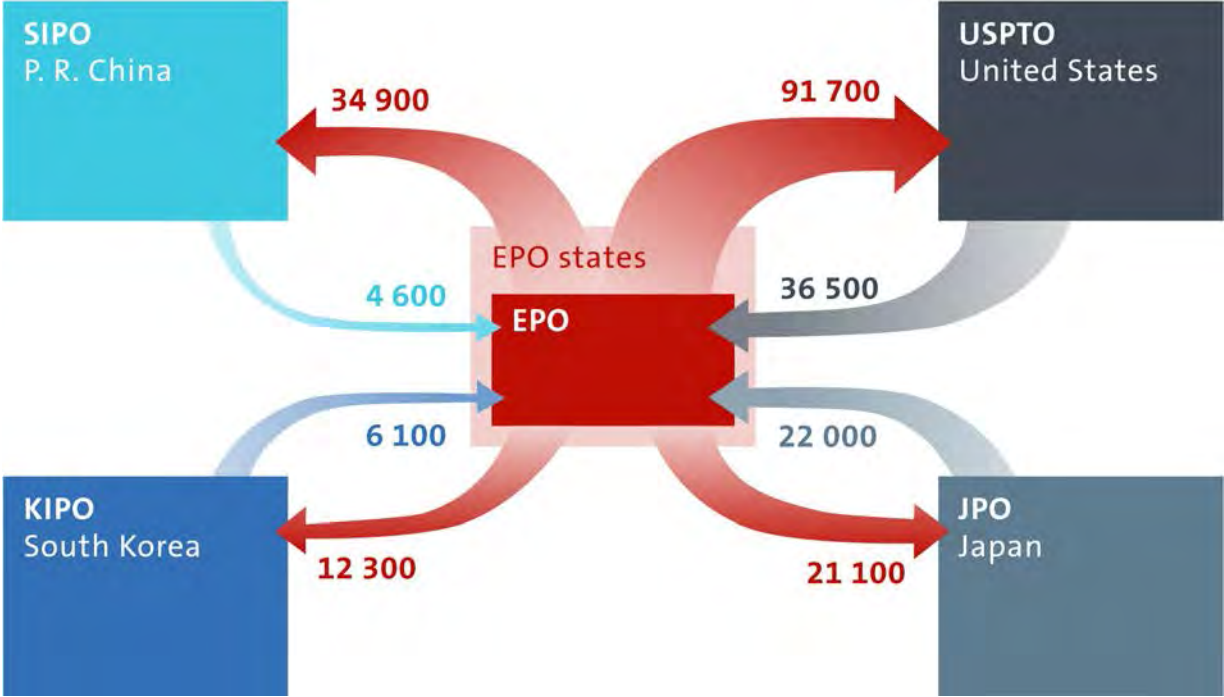 SIPO
P. R. China
34 900
91 700
USPTO
United States
EPO states
4 600
36 500
EPO
6 100
22 000
KIPO
South Korea
12 300
21 100
JPO
Japan